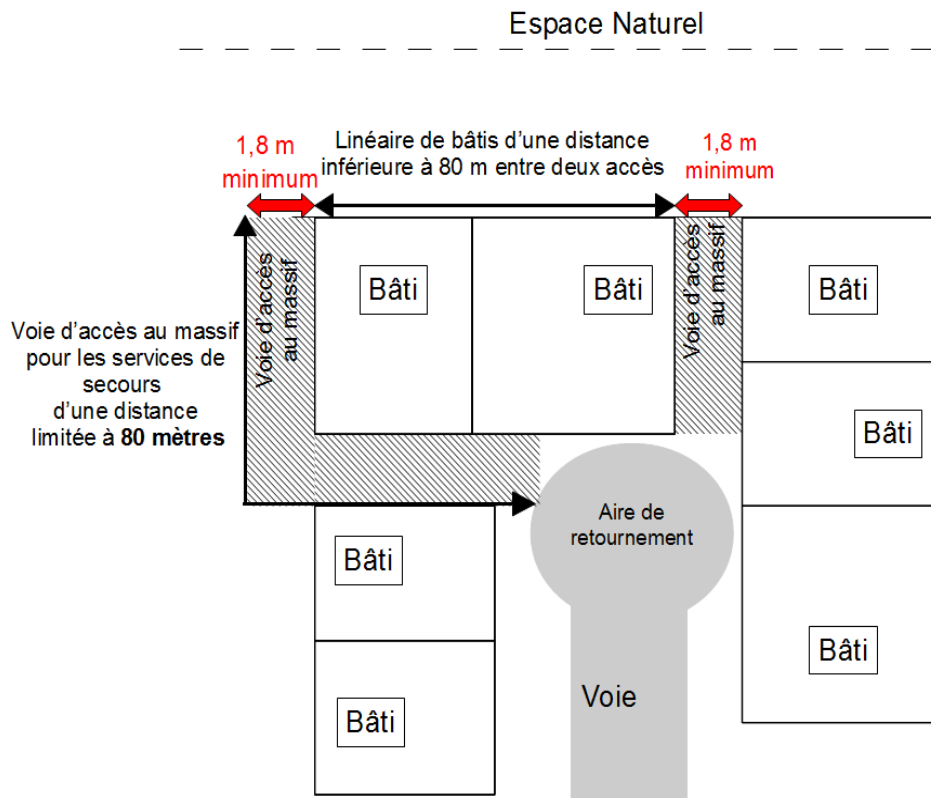 Espace Naturel
1,8 m
minimum
Linéaire de bâtis d'une distance
inférieure à 80 m entre deux accès
1,8 m
minimum
Voie d'accès
au massif
Bâti
Bâti
Voie d'accès
au massif
Bâti
Voie d'accès au massif
pour les services de
secours
d'une distance
limitée à 80 mètres
Bâti
Aire de
retournement
Bâti
Bâti
Voie
Bâti